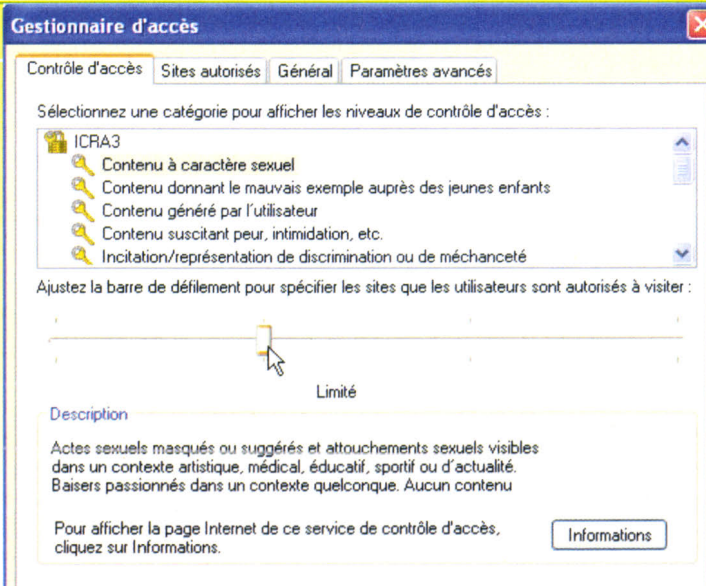 Gestionnaire d'accès
Contrôle d'accès Sites autorisés Général Paramètres avancés
Sélectionnez une catégorie pour afficher les niveaux de contrôle d'accès :
ICRA3
Contenu à caractère sexuel
Contenu donnant le mauvais exemple auprès des jeunes enfants
Contenu généré par l'utilisateur
Contenu suscitant peur, intimidation, etc.
Incitation/représentation de discrimination ou de méchanceté
Ajustez la barre de défilement pour spécifier les sites que les utilisateurs sont autorisés à visiter :
Limité
Description
Actes sexuels masqués ou suggérés et attouchements sexuels visibles
dans un contexte artistique, médical, éducatif, sportif ou d'actualité.
Baisers passionnés dans un contexte quelconque. Aucun contenu
Pour afficher la page Internet de ce service de contrôle d'accès,
cliquez sur Informations.
Informations